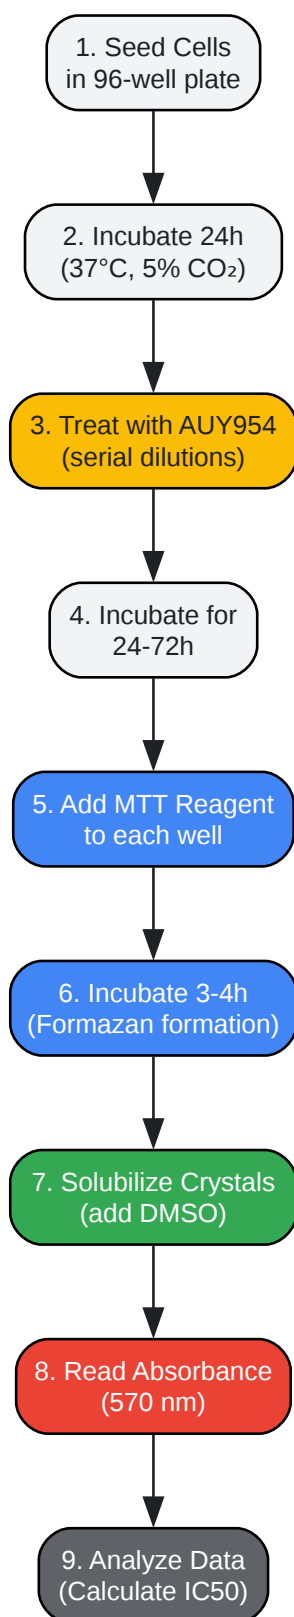 1. Seed Cells
in 96-well plate
2. Incubate 24h
(37°C, 5% CO₂)
3. Treat with AUY954
(serial dilutions)
4. Incubate for
24-72h
5. Add MTT Reagent
to each well
6. Incubate 3-4h
(Formazan formation)
7. Solubilize Crystals
(add DMSO)
8. Read Absorbance
(570 nm)
9. Analyze Data
(Calculate IC50)